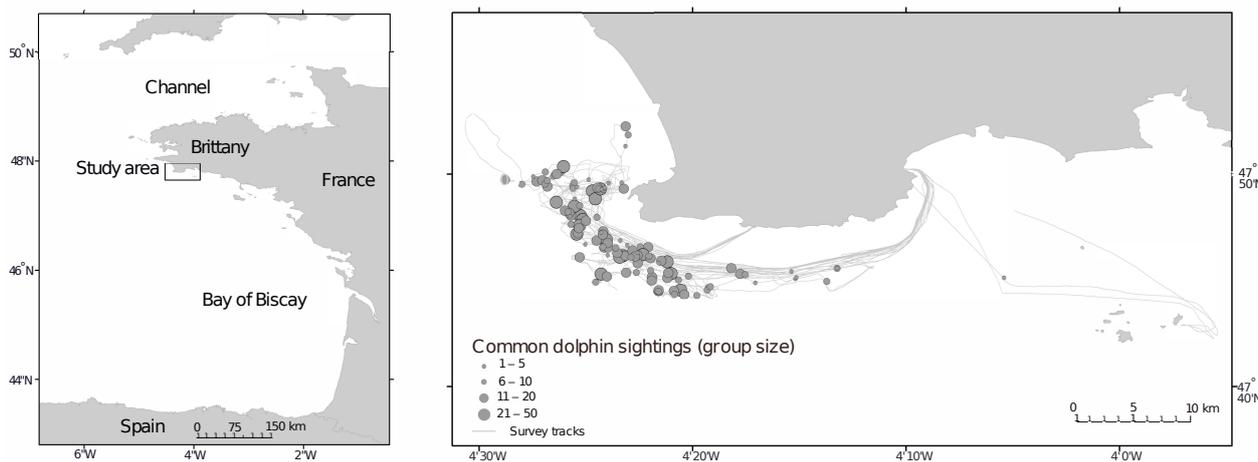 50°N
Channel
Brittany
48°N
Study area
France
46°N
Bay of Biscay
44°N
Spain
0 75 150 km
6°W 4°W 2°W
47°
50'N
Common dolphin sightings (group size)
1 – 5
6 – 10
11 – 20
21 – 50
Survey tracks
0 5 10 km
47°
40'N
4°30'W 4°20'W 4°10'W 4°0'W